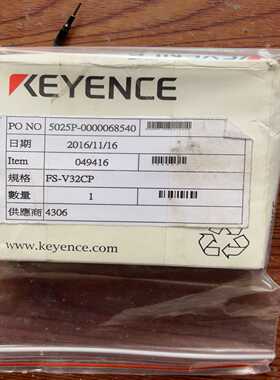 KEYENCE
PO NO 5025P-0000068540
日期 2016/11/16
Item 049416
規格 FS-V32CP
數量 1
供應商 4306
www.keyence.com